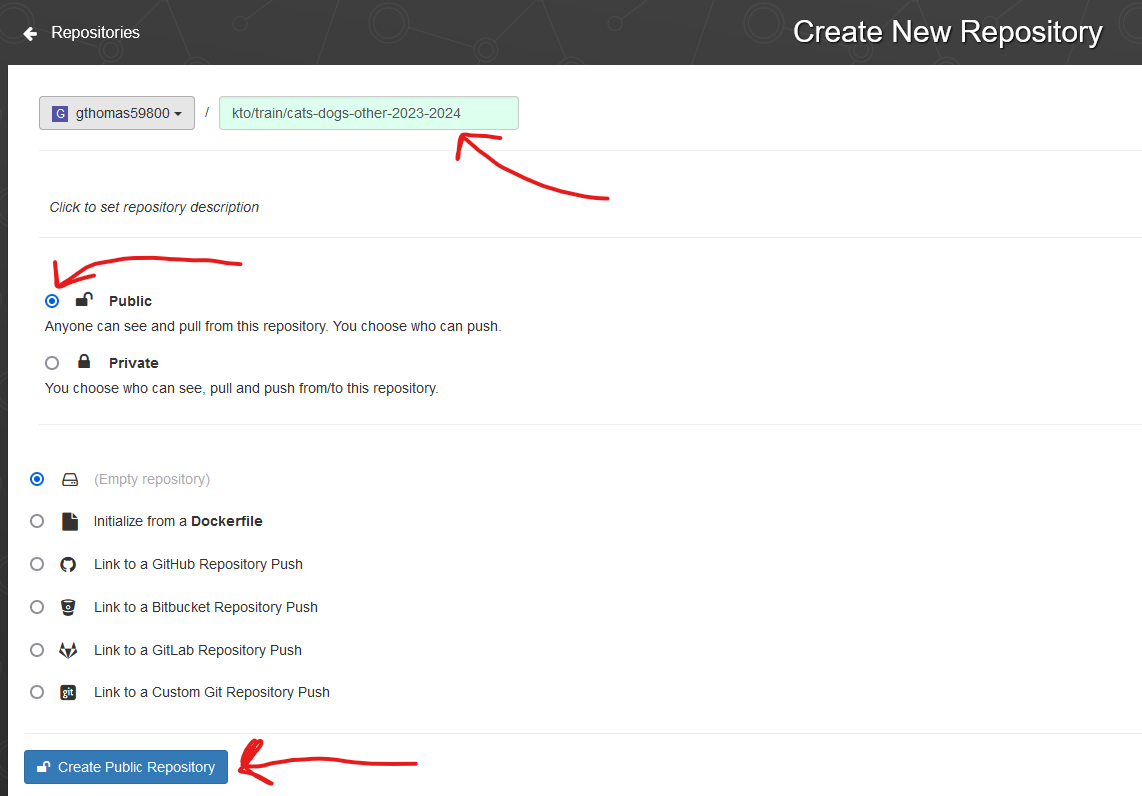 Repositories
Create New Repository
G gthomas59800 / kto/train/cats-dogs-other-2023-2024
Click to set repository description
Public
Anyone can see and pull from this repository. You choose who can push.
Private
You choose who can see, pull and push from/to this repository.
(Empty repository)
Initialize from a Dockerfile
Link to a GitHub Repository Push
Link to a Bitbucket Repository Push
Link to a GitLab Repository Push
git Link to a Custom Git Repository Push
Create Public Repository